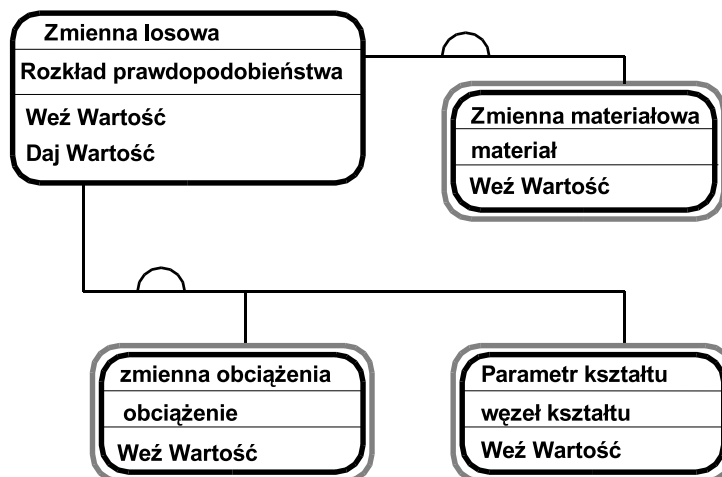 Zmienna losowa
Rozkład prawdopodobieństwa
Weź Wartość
Daj Wartość
Zmienna materiałowa
materiał
Weź Wartość
zmienna obciążenia
obciążenie
Weź Wartość
Parametr kształtu
węzeł kształtu
Weź Wartość